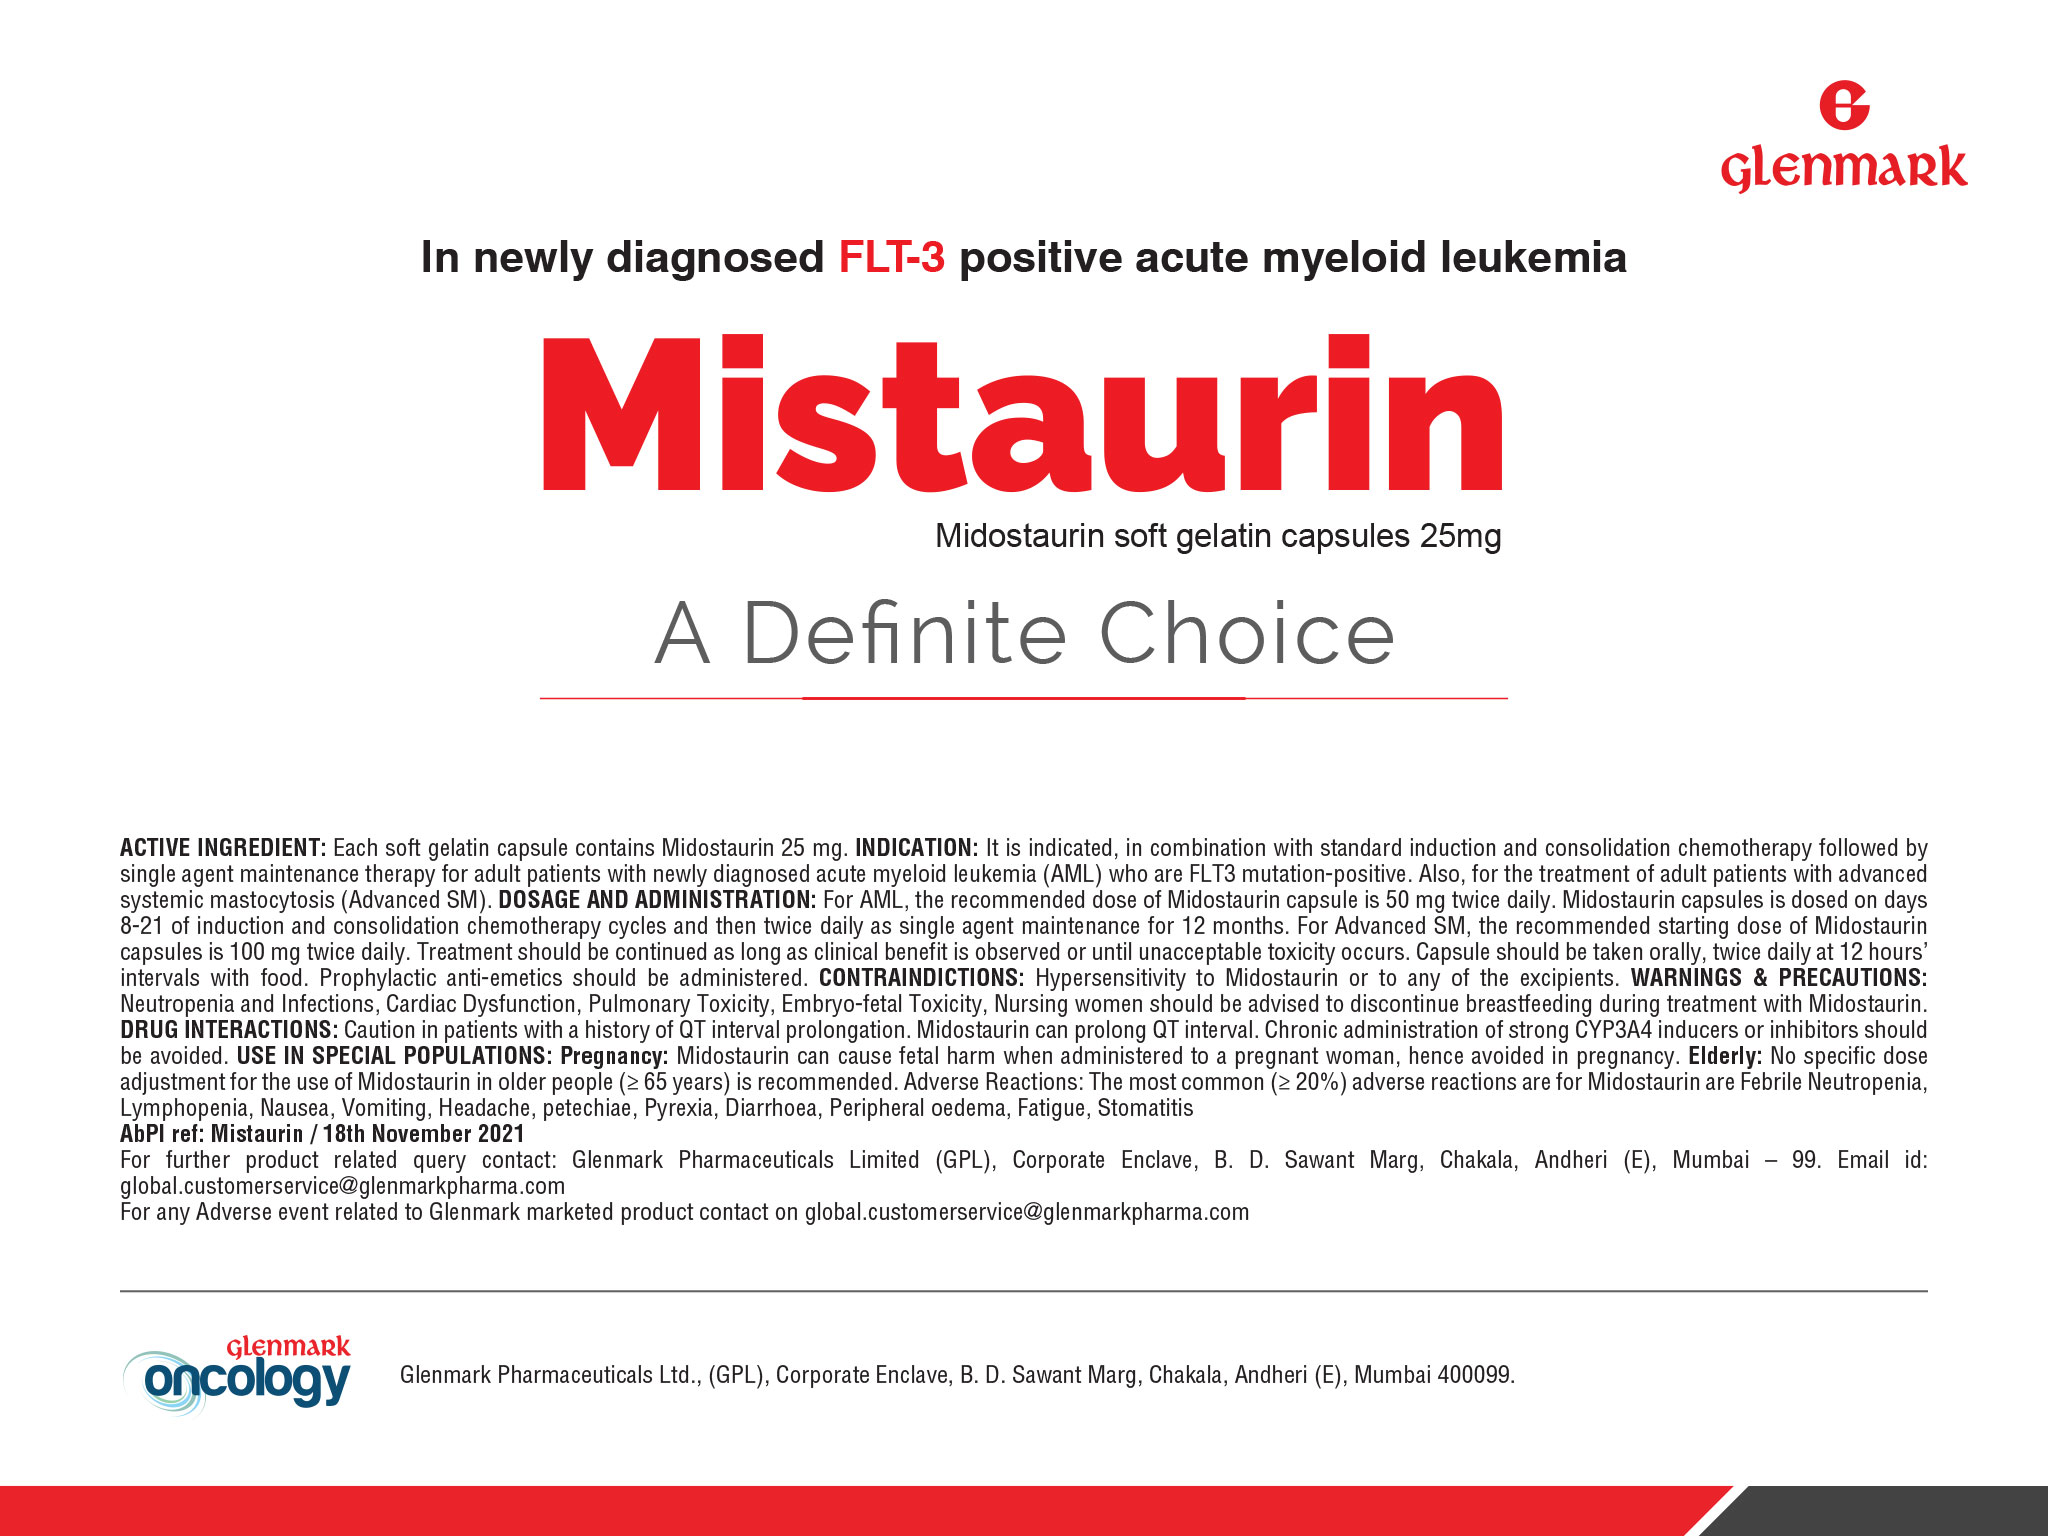 Glenmark
In newly diagnosed FLT-3 positive acute myeloid leukemia
Mistaurin
Midostaurin soft gelatin capsules 25mg
A Definite Choice
ACTIVE INGREDIENT: Each soft gelatin capsule contains Midostaurin 25 mg. INDICATION: It is indicated, in combination with standard induction and consolidation chemotherapy followed by
single agent maintenance therapy for adult patients with newly diagnosed acute myeloid leukemia (AML) who are FLT3 mutation-positive. Also, for the treatment of adult patients with advanced
systemic mastocytosis (Advanced SM). DOSAGE AND ADMINISTRATION: For AML, the recommended dose of Midostaurin capsule is 50 mg twice daily. Midostaurin capsules is dosed on days
8-21 of induction and consolidation chemotherapy cycles and then twice daily as single agent maintenance for 12 months. For Advanced SM, the recommended starting dose of Midostaurin
capsules is 100 mg twice daily. Treatment should be continued as long as clinical benefit is observed or until unacceptable toxicity occurs. Capsule should be taken orally, twice daily at 12 hours’
intervals with food. Prophylactic anti-emetics should be administered. CONTRAINDICTIONS: Hypersensitivity to Midostaurin or to any of the excipients. WARNINGS & PRECAUTIONS:
Neutropenia and Infections, Cardiac Dysfunction, Pulmonary Toxicity, Embryo-fetal Toxicity, Nursing women should be advised to discontinue breastfeeding during treatment with Midostaurin.
DRUG INTERACTIONS: Caution in patients with a history of QT interval prolongation. Midostaurin can prolong QT interval. Chronic administration of strong CYP3A4 inducers or inhibitors should
be avoided. USE IN SPECIAL POPULATIONS: Pregnancy: Midostaurin can cause fetal harm when administered to a pregnant woman, hence avoided in pregnancy. Elderly: No specific dose
adjustment for the use of Midostaurin in older people (≥ 65 years) is recommended. Adverse Reactions: The most common (≥ 20%) adverse reactions are for Midostaurin are Febrile Neutropenia,
Lymphopenia, Nausea, Vomiting, Headache, petechiae, Pyrexia, Diarrhoea, Peripheral oedema, Fatigue, Stomatitis
AbPI ref: Mistaurin / 18th November 2021
For further product related query contact: Glenmark Pharmaceuticals Limited (GPL), Corporate Enclave, B. D. Sawant Marg, Chakala, Andheri (E), Mumbai – 99. Email id:
global.customerservice@glenmarkpharma.com
For any Adverse event related to Glenmark marketed product contact on global.customerservice@glenmarkpharma.com
Glenmark
oncology
Glenmark Pharmaceuticals Ltd., (GPL), Corporate Enclave, B. D. Sawant Marg, Chakala, Andheri (E), Mumbai 400099.